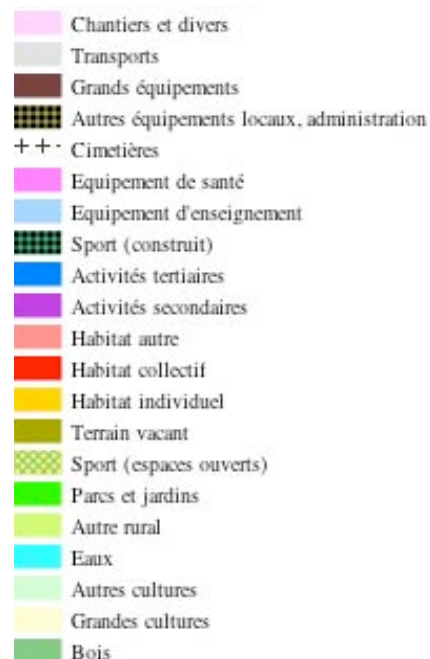 Chantiers et divers
Transports
Grands équipements
Autres équipements locaux, administration
Cimetières
Equipement de santé
Equipement d'enseignement
Sport (construit)
Activités tertiaires
Activités secondaires
Habitat autre
Habitat collectif
Habitat individuel
Terrain vacant
Sport (espaces ouverts)
Parcs et jardins
Autre rural
Eaux
Autres cultures
Grandes cultures
Bois